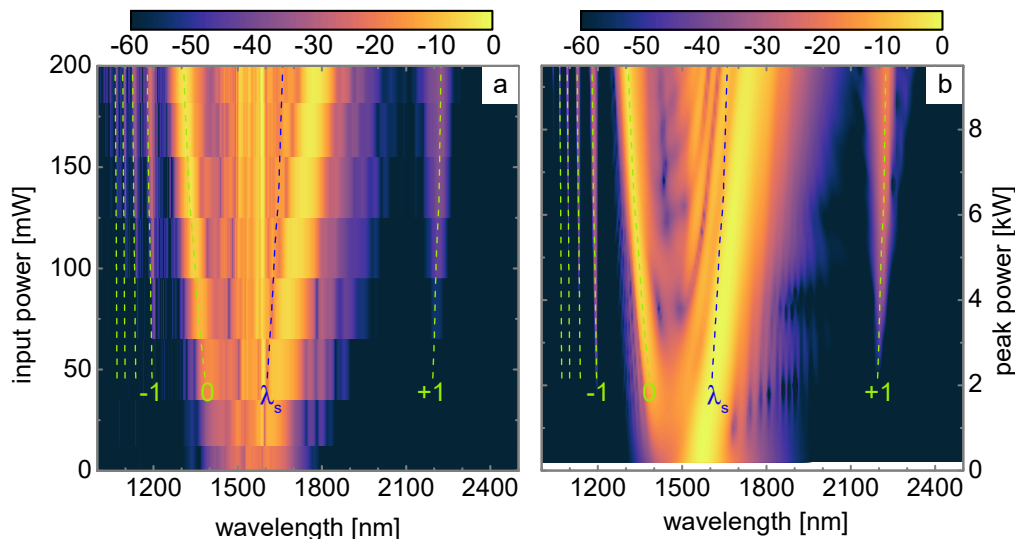 -60 -50 -40 -30 -20 -10 0
-60 -50 -40 -30 -20 -10 0
a
b
200
150
100
50
0
input power [mW]
-1 0 λs +1
-1 0 λs +1
8
6
4
2
0
peak power [kW]
1200 1500 1800 2100 2400
1200 1500 1800 2100 2400
wavelength [nm]
wavelength [nm]